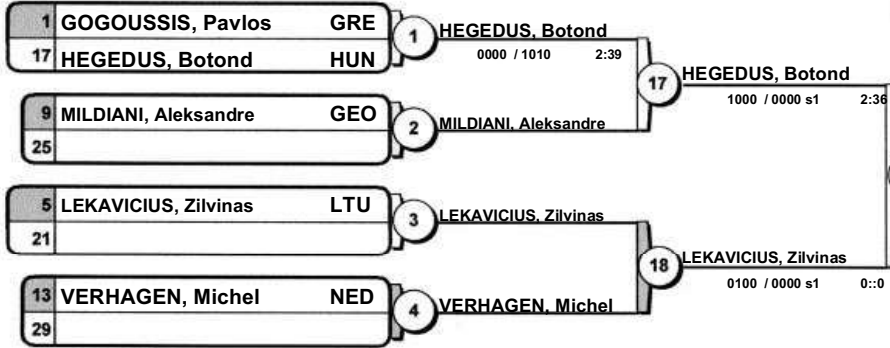 1 GOGOUSSIS, Pavlos GRE
17 HEGEDUS, Botond HUN
1
HEGEDUS, Botond
0000 / 1010 2:39
9 MILDIANI, Aleksandre GEO
25
2
MILDIANI, Aleksandre
17
HEGEDUS, Botond
1000 / 0000 s1 2:36
5 LEKAVICIUS, Zilvinas LTU
21
3
LEKAVICIUS, Zilvinas
13 VERHAGEN, Michel NED
29
4
VERHAGEN, Michel
18
LEKAVICIUS, Zilvinas
0100 / 0000 s1 0::0